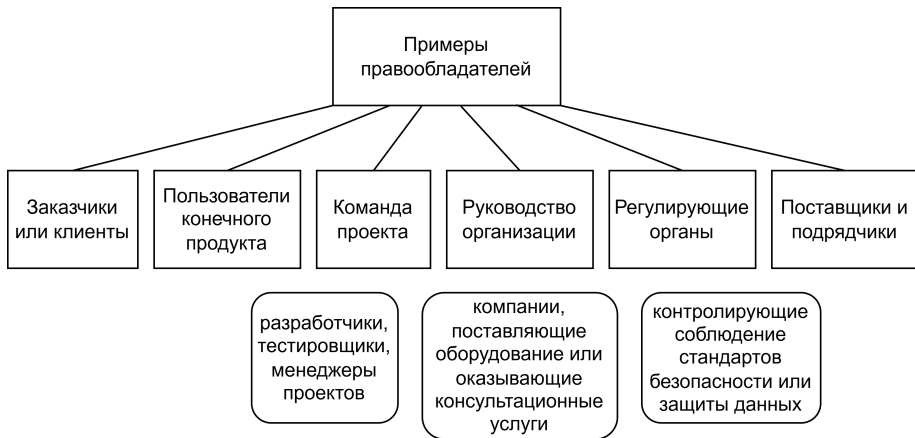 Примеры
правообладателей
Заказчики
или клиенты
Пользователи
конечного
продукта
Команда
проекта
Руководство
организации
Регулирующие
органы
Поставщики и
подрядчики
разработчики,
тестировщики,
менеджеры
проектов
компании,
поставляющие
оборудование или
оказывающие
консультационные
услуги
контролирующие
соблюдение
стандартов
безопасности или
защиты данных